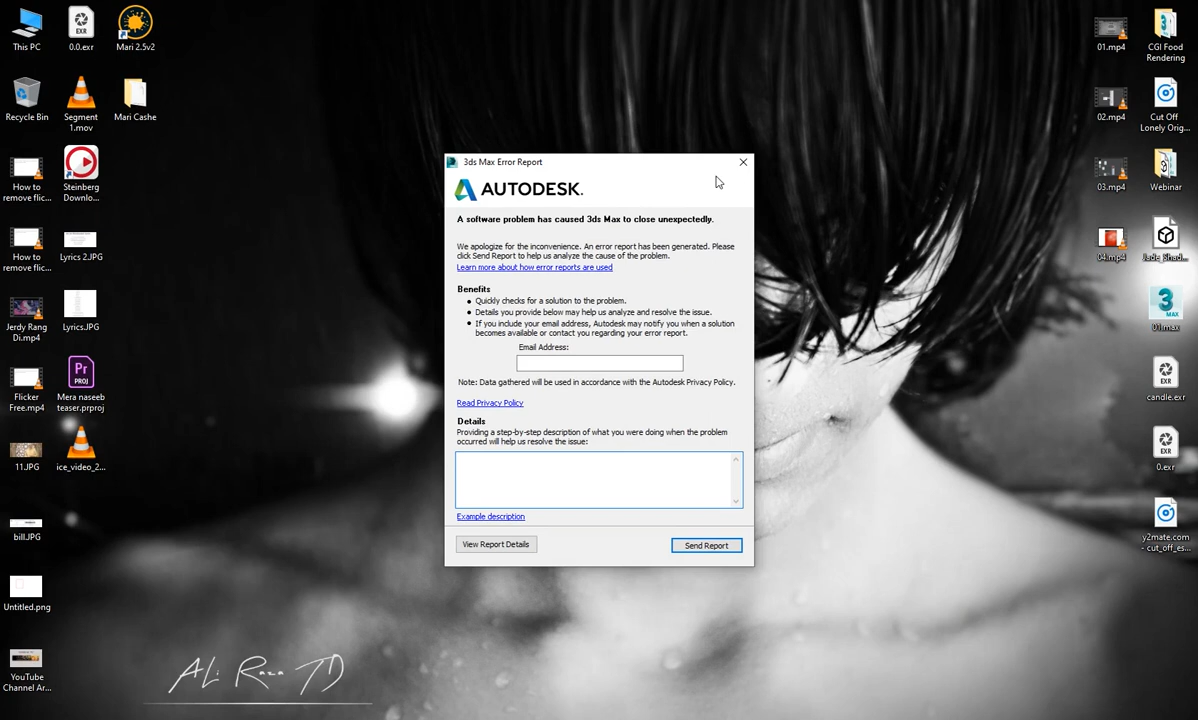 This PC
0.0.exr
Mari 2.5v2
Recycle Bin
Segment
1.mov
Mari Cashe
How to
remove flic...
Steinberg
Downlo...
How to
remove flic...
Lyrics 2.JPG
Jerdy Rang
Di.mp4
Lyrics.JPG
Flicker
Free.mp4
Pr
PROJ
Mera naseeb
teaser.prproj
11.JPG
ice_video_2...
bill.JPG
Untitled.png
YouTube
Channel Ar...
ALi Raza TD
3ds Max Error Report
AUTODESK.
A software problem has caused 3ds Max to close unexpectedly.
We apologize for the inconvenience. An error report has been generated. Please
click Send Report to help us analyze the cause of the problem.
Learn more about how error reports are used
Benefits
Quickly checks for a solution to the problem.
Details you provide below may help us analyze and resolve the issue.
If you include your email address, Autodesk may notify you when a solution
becomes available or contact you regarding your error report.
Email Address:
Note: Data gathered will be used in accordance with the Autodesk Privacy Policy.
Read Privacy Policy
Details
Providing a step-by-step description of what you were doing when the problem
occurred will help us resolve the issue:
Example description
View Report Details
Send Report
01.mp4
CGI Food
Rendering
02.mp4
Cut Off
Lonely Orig...
03.mp4
Webinar
04.mp4
Jade_Shad...
3
MAX
01.max
EXR
candle.exr
EXR
0.exr
y2mate.com
- cut_off_es...